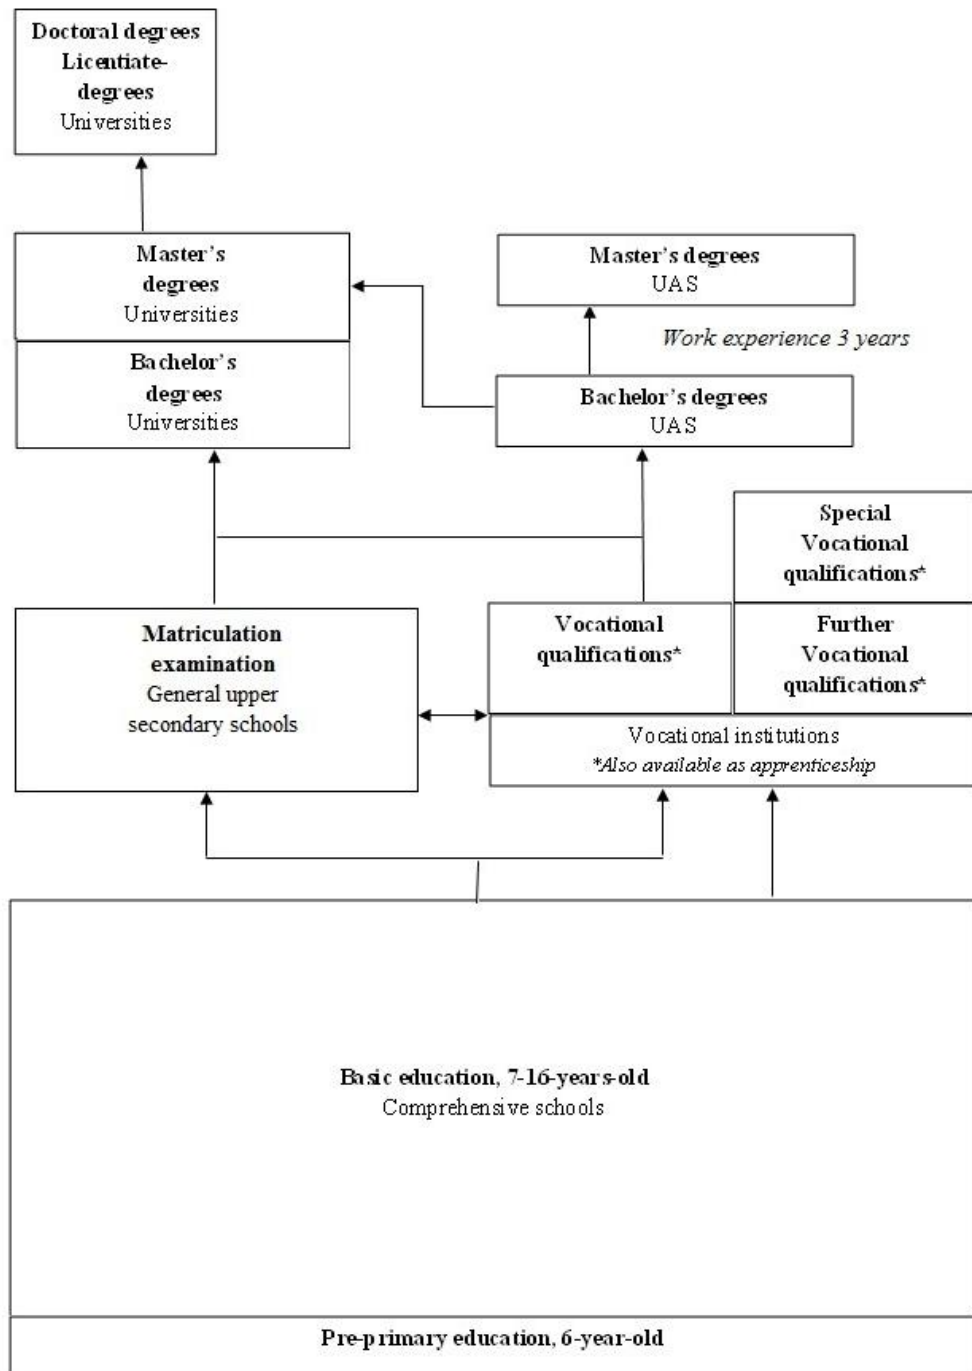 Doctoral degrees
Licentiate-
degrees
Universities
Master's
degrees
Universities
Master's degrees
UAS
Work experience 3 years
Bachelor's
degrees
Universities
Bachelor's degrees
UAS
Special
Vocational
qualifications*
Matriculation
examination
General upper
secondary schools
Vocational
qualifications*
Further
Vocational
qualifications*
Vocational institutions
*Also available as apprenticeship
Basic education, 7-16-years-old
Comprehensive schools
Pre-primary education, 6-year-old